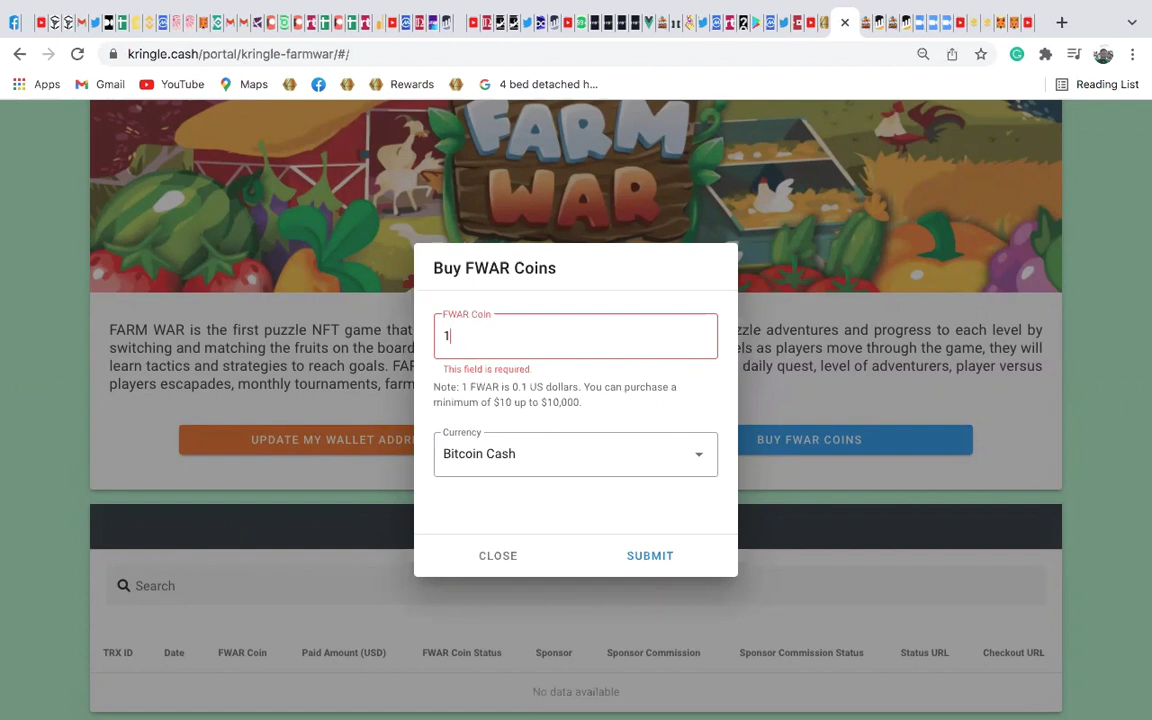 kringle.cash/portal/kringle-farmwar/#/
Apps
Gmail
YouTube
Maps
Rewards
4 bed detached h...
Reading List
FARM
WAR
Buy FWAR Coins
FWAR Coin
1
This field is required.
Note: 1 FWAR is 0.1 US dollars. You can purchase a
minimum of $10 up to $10,000.
Currency
Bitcoin Cash
CLOSE
SUBMIT
FARM WAR is the first puzzle NFT game that
zzle adventures and progress to each level by
switching and matching the fruits on the board
els as players move through the game, they will
learn tactics and strategies to reach goals. FAR
daily quest, level of adventurers, player versus
players escapades, monthly tournaments, farm
UPDATE MY WALLET ADDRE
BUY FWAR COINS
Search
TRX ID
Date
FWAR Coin
Paid Amount (USD)
FWAR Coin Status
Sponsor
Sponsor Commission
Sponsor Commission Status
Status URL
Checkout URL
No data available